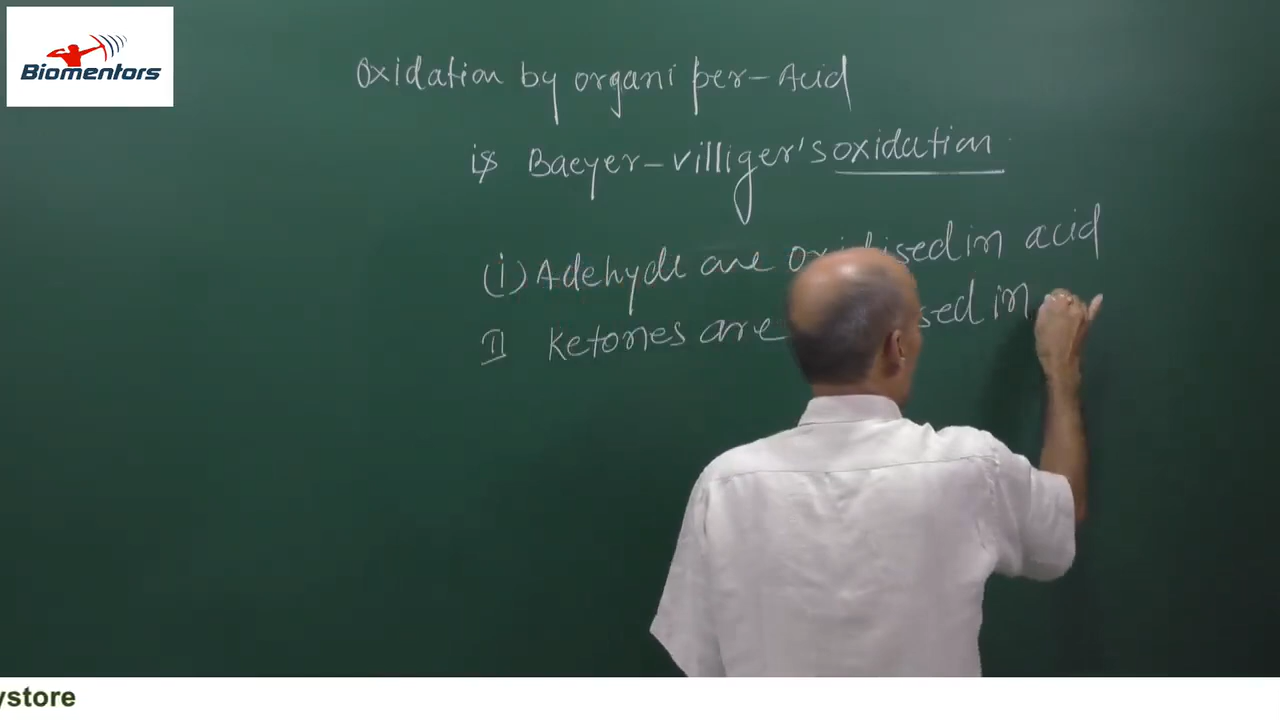 Biomentors
Oxidation by organi per-Acid
is Baeyer-villiger's oxidation
(i) Adehyde are oxidised in acid
II Ketones are sed in
ystore